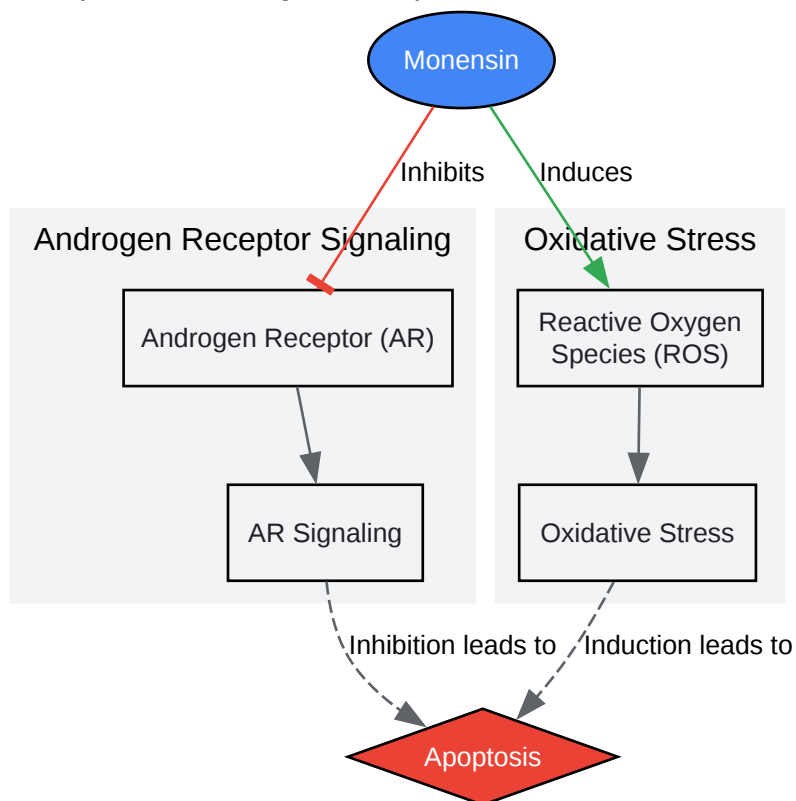 Monensin
Inhibits
Induces
Androgen Receptor Signaling
Oxidative Stress
Androgen Receptor (AR)
Reactive Oxygen
Species (ROS)
AR Signaling
Oxidative Stress
Inhibition leads to
Induction leads to
Apoptosis